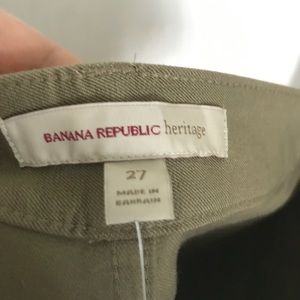 BANANA REPUBLIC heritage
27
MADE IN
BAHRAIN